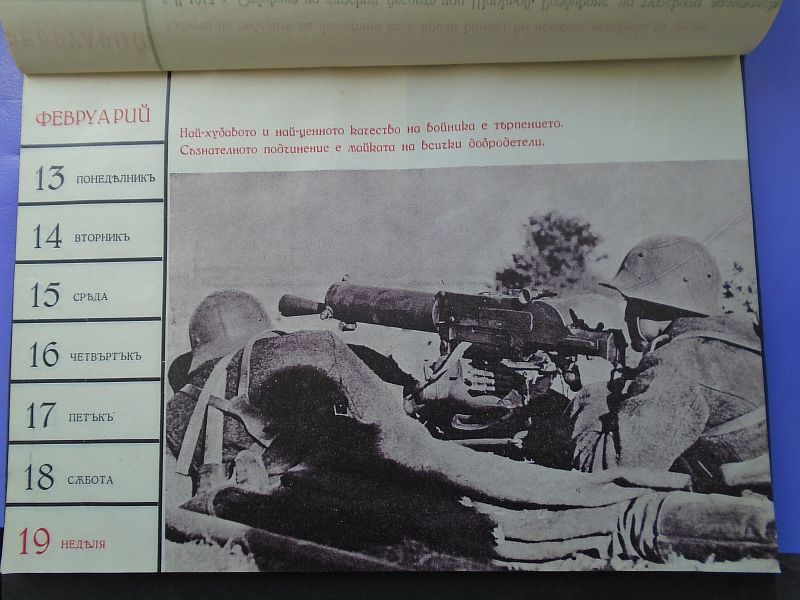 ФЕВРУАРИЙ
Най-хубавото и най-ценното качество на войника е търпението.
Съзнателното подчинение е майката на всички добродетели.
13 ПОНЕДѢЛНИКЪ
14 ВТОРНИКЪ
15 СРѢДА
16 ЧЕТВЪРТЪКЪ
17 ПЕТЪКЪ
18 СѪБОТА
19 НЕДѢЛЯ